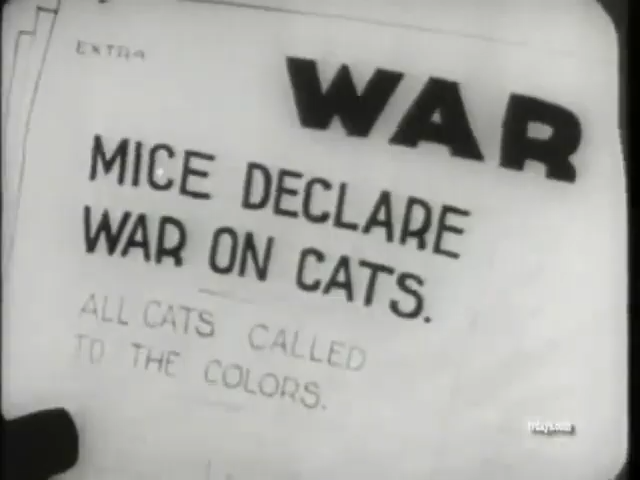 EXTRA
WAR
MICE DECLARE
WAR ON CATS.
ALL CATS CALLED
TO THE COLORS.